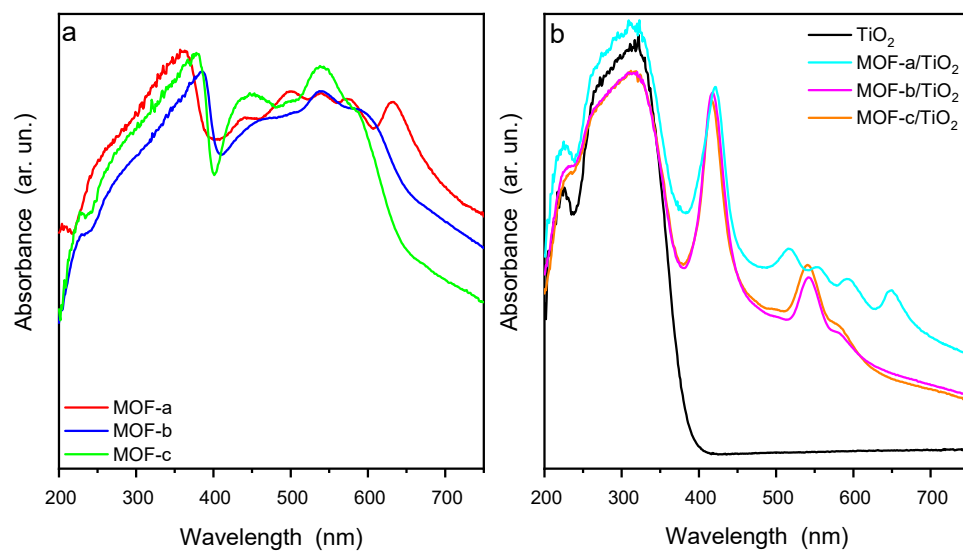 a
Absorbance (ar. un.)
MOF-a
MOF-b
MOF-c
200 300 400 500 600 700
Wavelength (nm)
b
Absorbance (ar. un.)
TiO2
MOF-a/TiO2
MOF-b/TiO2
MOF-c/TiO2
200 300 400 500 600 700
Wavelength (nm)